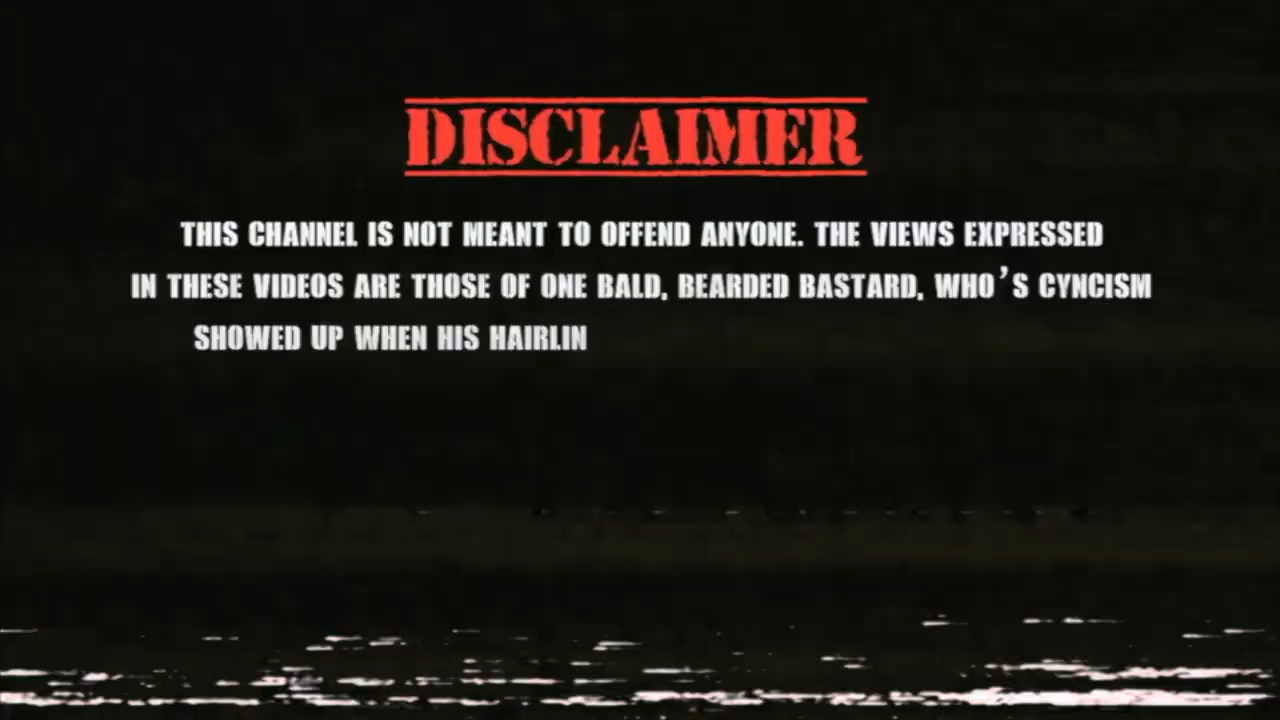 DISCLAIMER
THIS CHANNEL IS NOT MEANT TO OFFEND ANYONE. THE VIEWS EXPRESSED
IN THESE VIDEOS ARE THOSE OF ONE BALD, BEARDED BASTARD, WHO'S CYNCISM
SHOWED UP WHEN HIS HAIRLIN